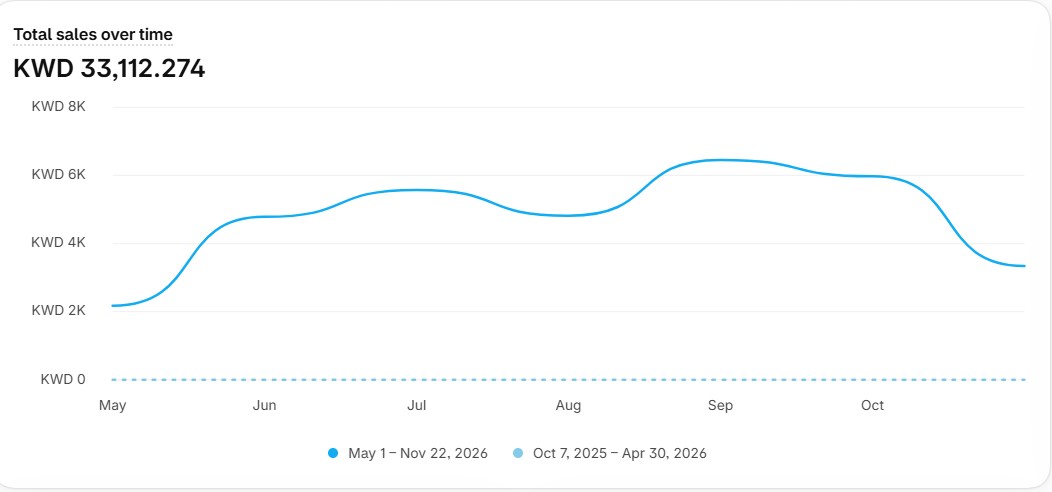 Total sales over time
KWD 33,112.274
KWD 8K
KWD 6K
KWD 4K
KWD 2K
KWD 0
May Jun Jul Aug Sep Oct
May 1 – Nov 22, 2026 Oct 7, 2025 – Apr 30, 2026